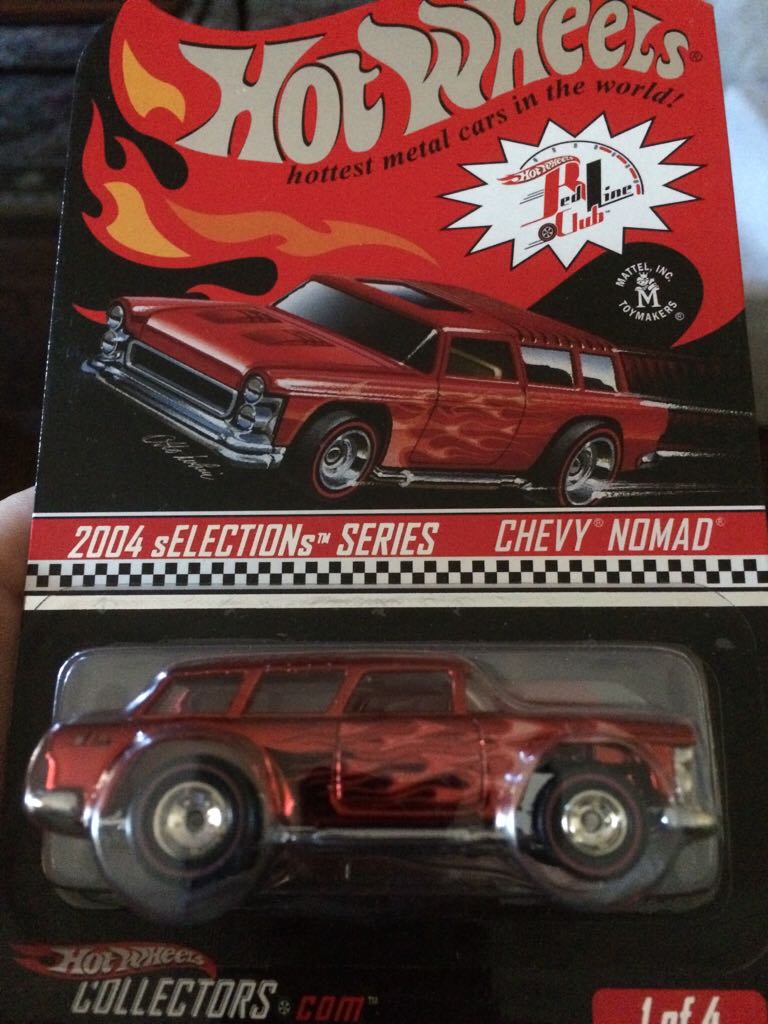 HOT WHEELS®
hottest metal cars in the world!
Hot Wheels
Red Line
Club™
MATTEL, INC.
M
TOYMAKERS ®
2004 sELECTIONs™ SERIES CHEVY® NOMAD®
HOT WHEELS
COLLECTORS.COM™
1 of 4